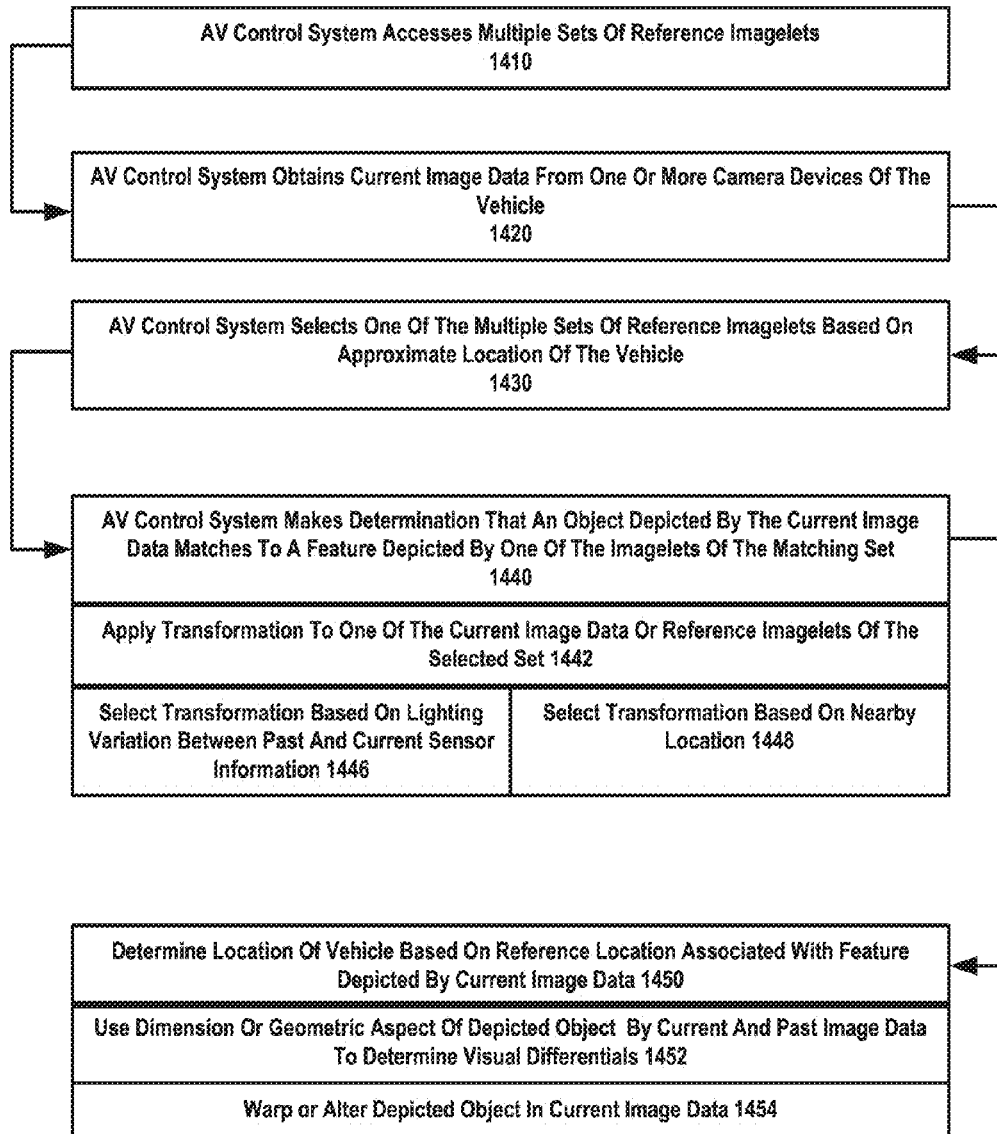 AV Control System Accesses Multiple Sets Of Reference Imagelets
1410
AV Control System Obtains Current Image Data From One Or More Camera Devices Of The
Vehicle
1420
AV Control System Selects One Of The Multiple Sets Of Reference Imagelets Based On
Approximate Location Of The Vehicle
1430
AV Control System Makes Determination That An Object Depicted By The Current Image
Data Matches To A Feature Depicted By One Of The Imagelets Of The Matching Set
1440
Apply Transformation To One Of The Current Image Data Or Reference Imagelets Of The
Selected Set 1442
Select Transformation Based On Lighting
Variation Between Past And Current Sensor
Information 1446
Select Transformation Based On Nearby
Location 1448
Determine Location Of Vehicle Based On Reference Location Associated With Feature
Depicted By Current Image Data 1450
Use Dimension Or Geometric Aspect Of Depicted Object By Current And Past Image Data
To Determine Visual Differentials 1452
Warp or Alter Depicted Object In Current Image Data 1454